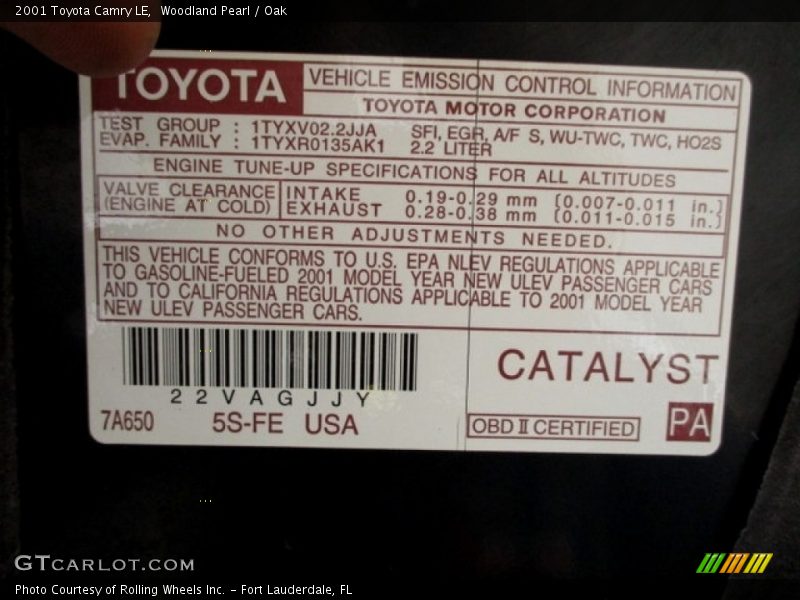 2001 Toyota Camry LE,  Woodland Pearl / Oak
TOYOTA VEHICLE EMISSION CONTROL INFORMATION
TOYOTA MOTOR CORPORATION
TEST GROUP : 1TYXV02.2JJA SFI, EGR, A/F S, WU-TWC, TWC, HO2S
EVAP. FAMILY : 1TYXR0135AK1 2.2 LITER
ENGINE TUNE-UP SPECIFICATIONS FOR ALL ALTITUDES
VALVE CLEARANCE INTAKE 0.19-0.29 mm (0.007-0.011 in.)
(ENGINE AT COLD) EXHAUST 0.28-0.38 mm (0.011-0.015 in.)
NO OTHER ADJUSTMENTS NEEDED.
THIS VEHICLE CONFORMS TO U.S. EPA NLEV REGULATIONS APPLICABLE
TO GASOLINE-FUELED 2001 MODEL YEAR NEW ULEV PASSENGER CARS
AND TO CALIFORNIA REGULATIONS APPLICABLE TO 2001 MODEL YEAR
NEW ULEV PASSENGER CARS.
CATALYST
22VAGJJY
7A650 5S-FE USA OBD II CERTIFIED PA
GTCARLOT.COM
Photo Courtesy of Rolling Wheels Inc. – Fort Lauderdale, FL